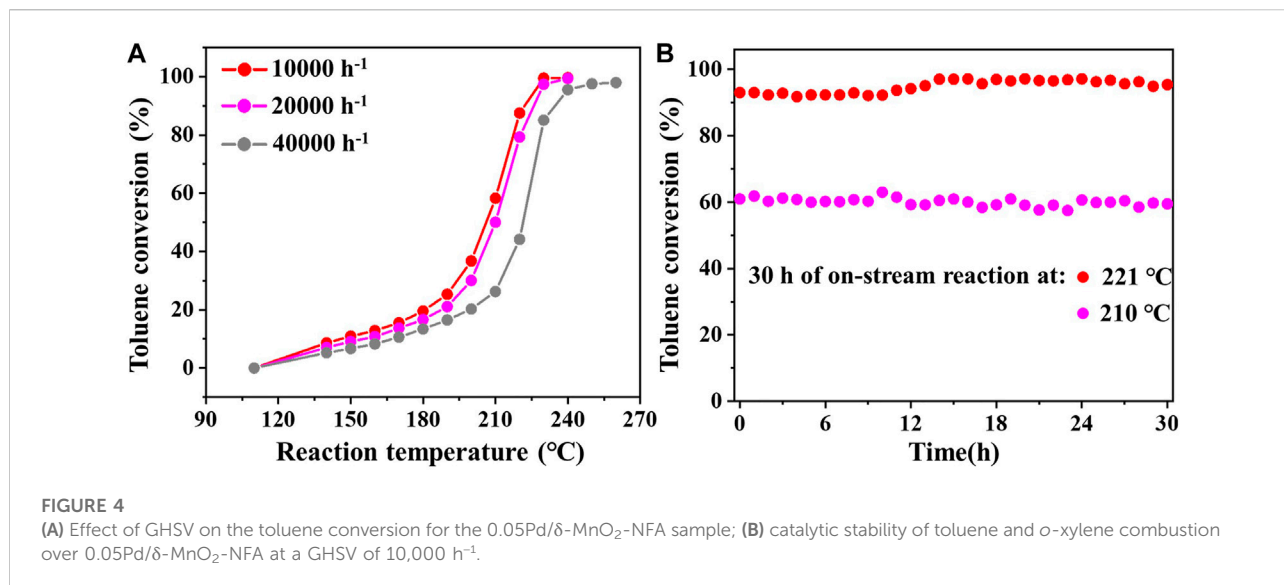 A
10000 h⁻¹
20000 h⁻¹
40000 h⁻¹
100
80
60
40
20
0
Toluene conversion (%)
90 120 150 180 210 240 270
Reaction temperature (°C)
B
100
80
60
40
20
0
Toluene conversion (%)
30 h of on-stream reaction at: 221 °C
210 °C
0 6 12 18 24 30
Time(h)
FIGURE 4
(A) Effect of GHSV on the toluene conversion for the 0.05Pd/δ-MnO₂-NFA sample; (B) catalytic stability of toluene and o-xylene combustion
over 0.05Pd/δ-MnO₂-NFA at a GHSV of 10,000 h⁻¹.